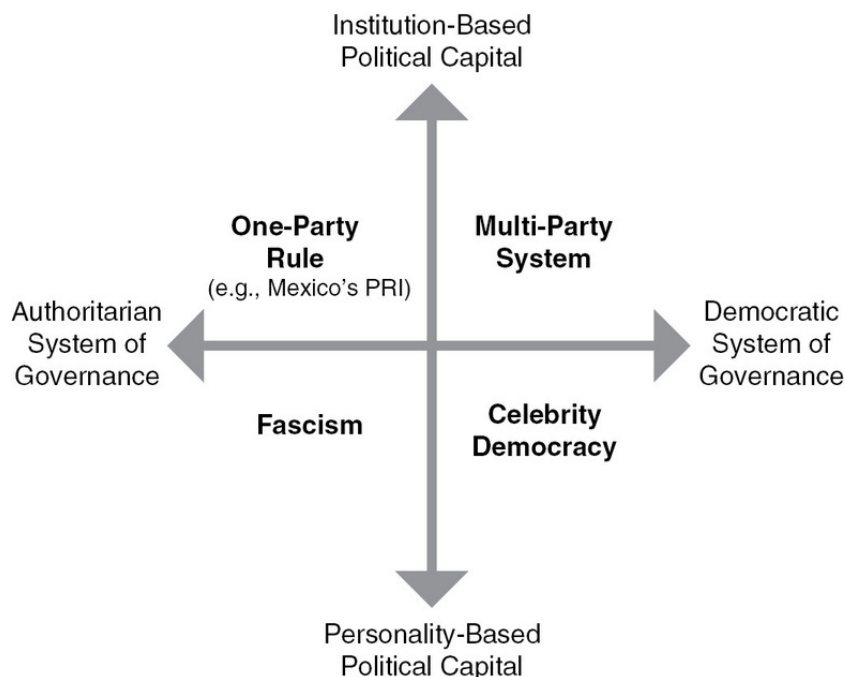 Institution-Based
Political Capital
One-Party
Rule
(e.g., Mexico's PRI)
Multi-Party
System
Authoritarian
System of
Governance
Democratic
System of
Governance
Fascism
Celebrity
Democracy
Personality-Based
Political Capital